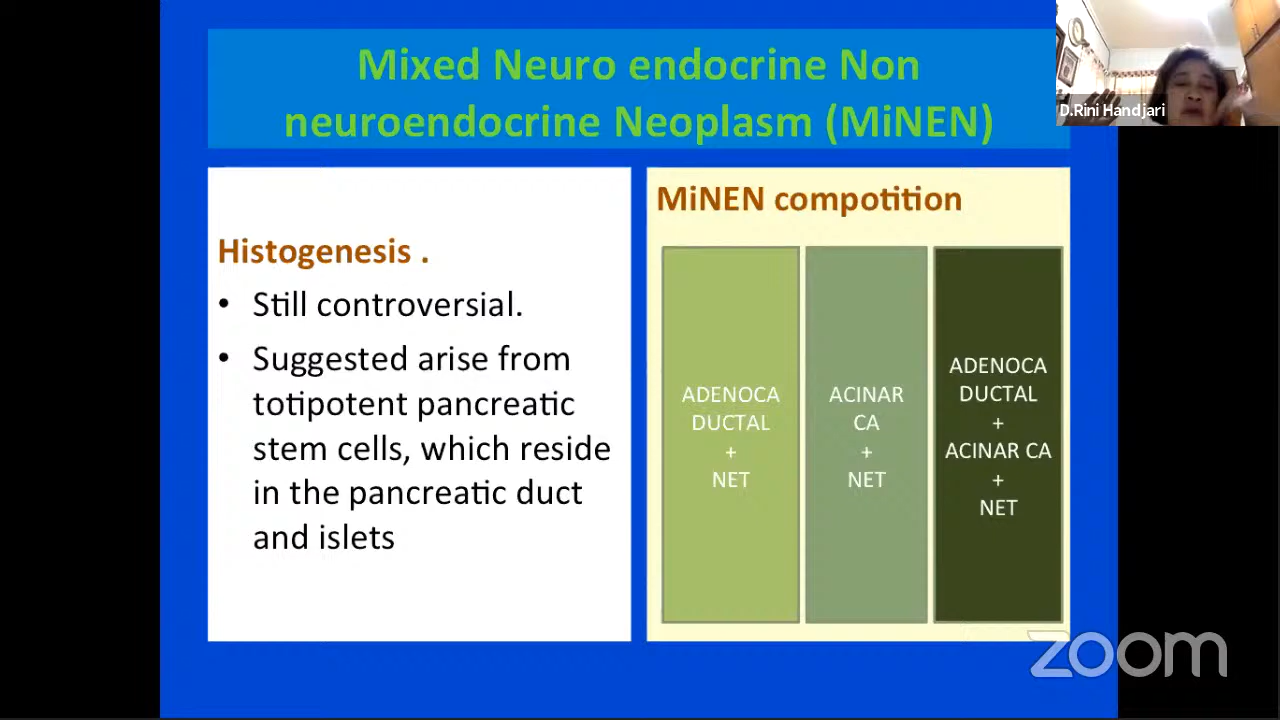 Mixed Neuro endocrine Non
neuroendocrine Neoplasm (MiNEN)
D.Rini Handjari
Histogenesis .
• Still controversial.
• Suggested arise from
totipotent pancreatic
stem cells, which reside
in the pancreatic duct
and islets
MiNEN compotition
ADENOCA
DUCTAL
+
NET
ACINAR
CA
+
NET
ADENOCA
DUCTAL
+
ACINAR CA
+
NET
zoom